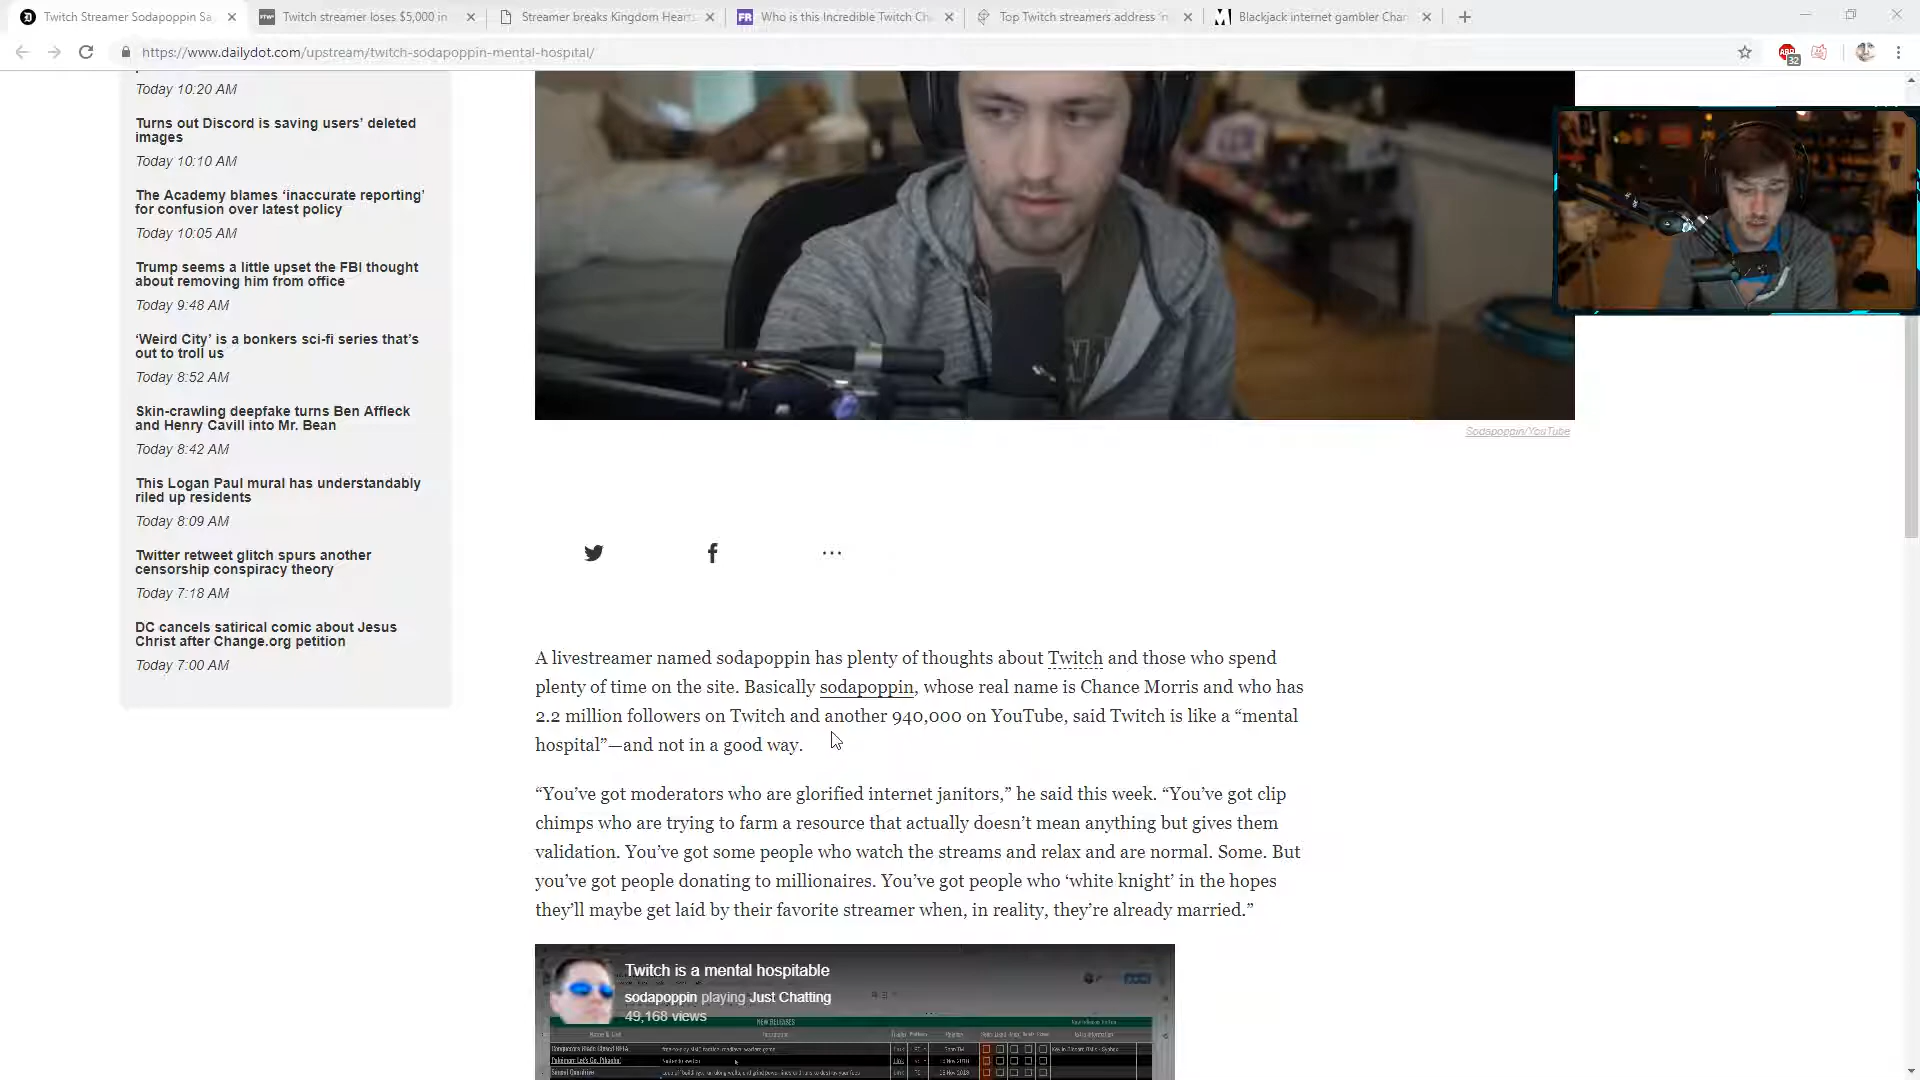 Twitch Streamer Sodapoppin Sa
Twitch streamer loses $5,000 in
Streamer breaks Kingdom Heart
Who is this Incredible Twitch Ch
Top Twitch streamers address 'n
Blackjack internet gambler Chan
https://www.dailydot.com/upstream/twitch-sodapoppin-mental-hospital/
Today 10:20 AM
Turns out Discord is saving users’ deleted
images
Today 10:10 AM
The Academy blames ‘inaccurate reporting’
for confusion over latest policy
Today 10:05 AM
Trump seems a little upset the FBI thought
about removing him from office
Today 9:48 AM
‘Weird City’ is a bonkers sci-fi series that’s
out to troll us
Today 8:52 AM
Skin-crawling deepfake turns Ben Affleck
and Henry Cavill into Mr. Bean
Today 8:42 AM
This Logan Paul mural has understandably
riled up residents
Today 8:09 AM
Twitter retweet glitch spurs another
censorship conspiracy theory
Today 7:18 AM
DC cancels satirical comic about Jesus
Christ after Change.org petition
Today 7:00 AM
Sodapoppin/YouTube
A livestreamer named sodapoppin has plenty of thoughts about Twitch and those who spend
plenty of time on the site. Basically sodapoppin, whose real name is Chance Morris and who has
2.2 million followers on Twitch and another 940,000 on YouTube, said Twitch is like a “mental
hospital”—and not in a good way.
“You’ve got moderators who are glorified internet janitors,” he said this week. “You’ve got clip
chimps who are trying to farm a resource that actually doesn’t mean anything but gives them
validation. You’ve got some people who watch the streams and relax and are normal. Some. But
you’ve got people donating to millionaires. You’ve got people who ‘white knight’ in the hopes
they’ll maybe get laid by their favorite streamer when, in reality, they’re already married.”
Twitch is a mental hospitable
sodapoppin playing Just Chatting
49,168 views
NEW RELEASES